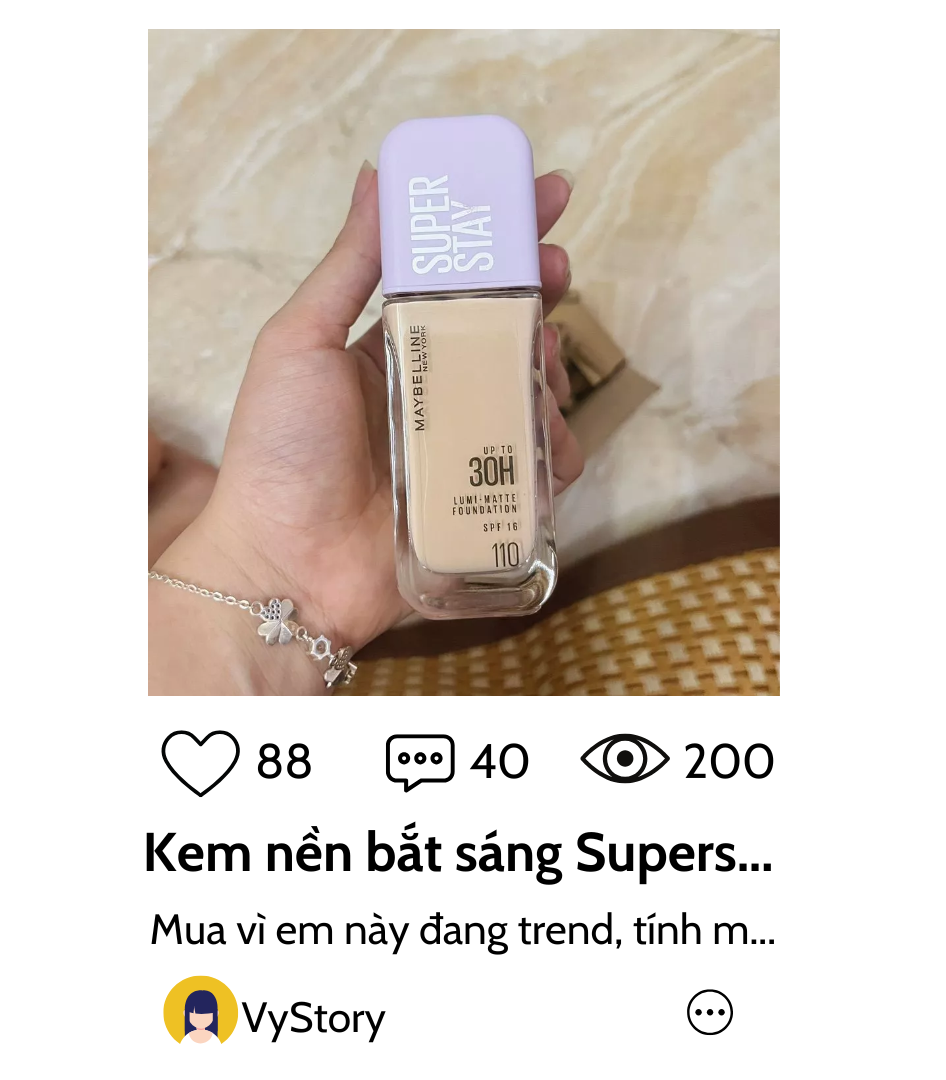 SUPER
STAY
MAYBELLINE
NEW YORK
UP TO
30H
LUMI-MATTE
FOUNDATION
SPF 16
110
88
40
200
Kem nền bắt sáng Supers...
Mua vì em này đang trend, tính m...
VyStory